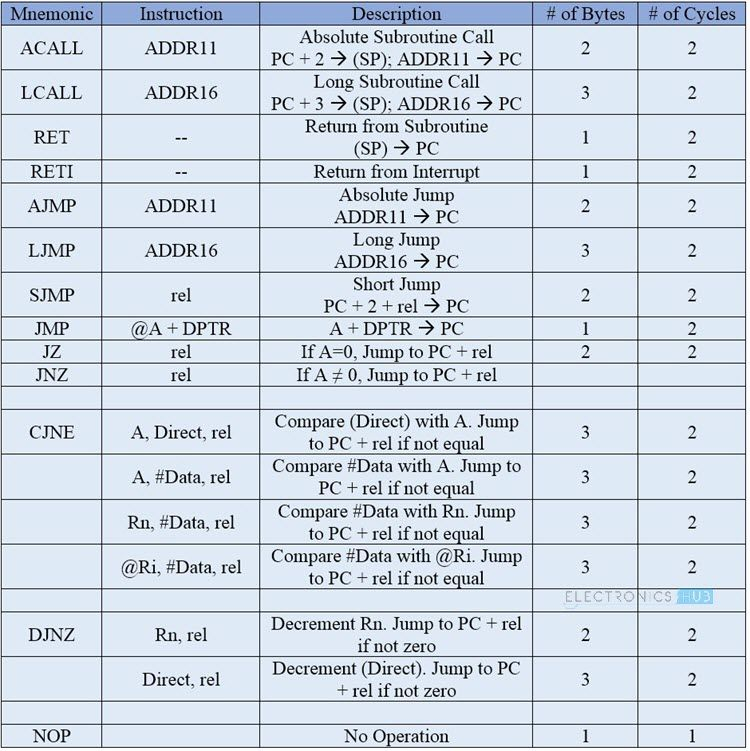 Mnemonic Instruction Description # of Bytes # of Cycles
ACALL ADDR11 Absolute Subroutine Call 2 2
PC + 2 → (SP); ADDR11 → PC
LCALL ADDR16 Long Subroutine Call 3 2
PC + 3 → (SP); ADDR16 → PC
RET -- Return from Subroutine 1 2
(SP) → PC
RETI -- Return from Interrupt 1 2
AJMP ADDR11 Absolute Jump 2 2
ADDR11 → PC
LJMP ADDR16 Long Jump 3 2
ADDR16 → PC
SJMP rel Short Jump 2 2
PC + 2 + rel → PC
JMP @A + DPTR A + DPTR → PC 1 2
JZ rel If A=0, Jump to PC + rel 2 2
JNZ rel If A ≠ 0, Jump to PC + rel
CJNE A, Direct, rel Compare (Direct) with A. Jump 3 2
to PC + rel if not equal
A, #Data, rel Compare #Data with A. Jump to 3 2
PC + rel if not equal
Rn, #Data, rel Compare #Data with Rn. Jump 3 2
to PC + rel if not equal
@Ri, #Data, rel Compare #Data with @Ri. Jump 3 2
to PC + rel if not equal
ELECTRONICS HUB
DJNZ Rn, rel Decrement Rn. Jump to PC + rel 2 2
if not zero
Direct, rel Decrement (Direct). Jump to PC 3 2
+ rel if not zero
NOP No Operation 1 1